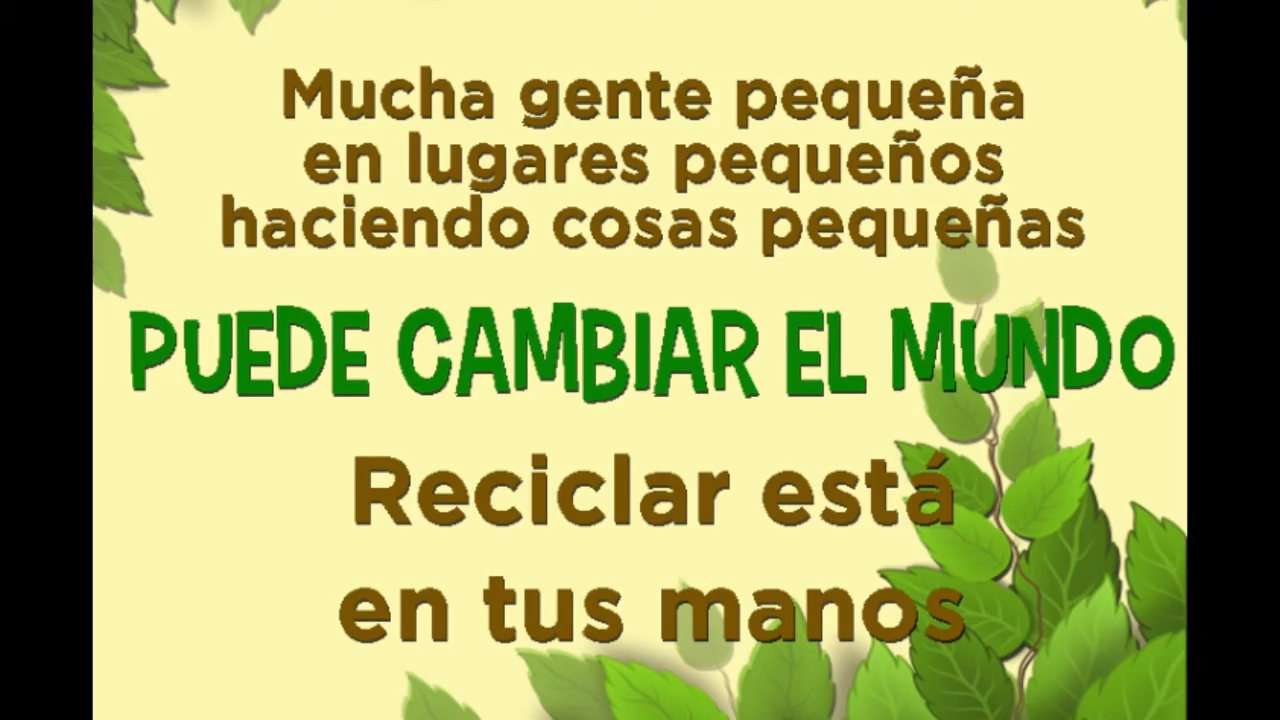 Mucha gente pequeña
en lugares pequeños
haciendo cosas pequeñas
PUEDE CAMBIAR EL MUNDO
Reciclar está
en tus manos